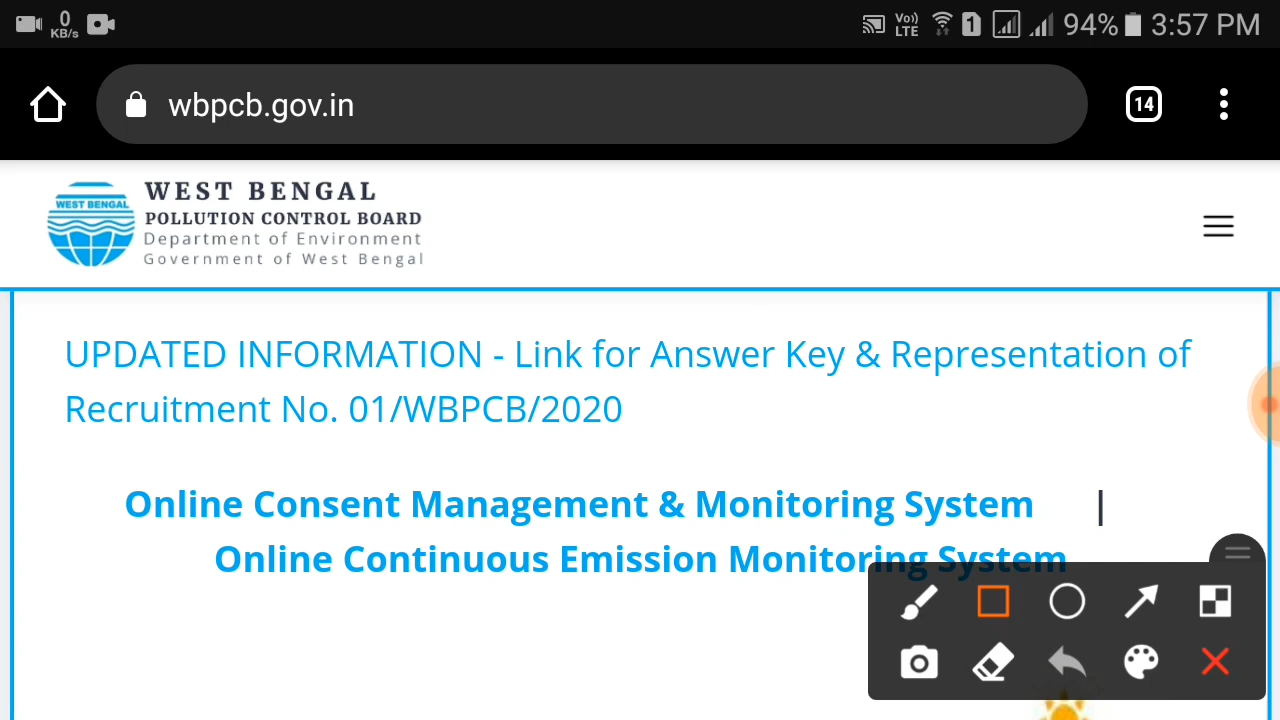 0
KB/s
Vo))
LTE
1
94%
3:57 PM
wbpcb.gov.in
14
WEST BENGAL
WEST BENGAL
POLLUTION CONTROL BOARD
Department of Environment
Government of West Bengal
UPDATED INFORMATION - Link for Answer Key & Representation of
Recruitment No. 01/WBPCB/2020
Online Consent Management & Monitoring System |
Online Continuous Emission Monitoring System